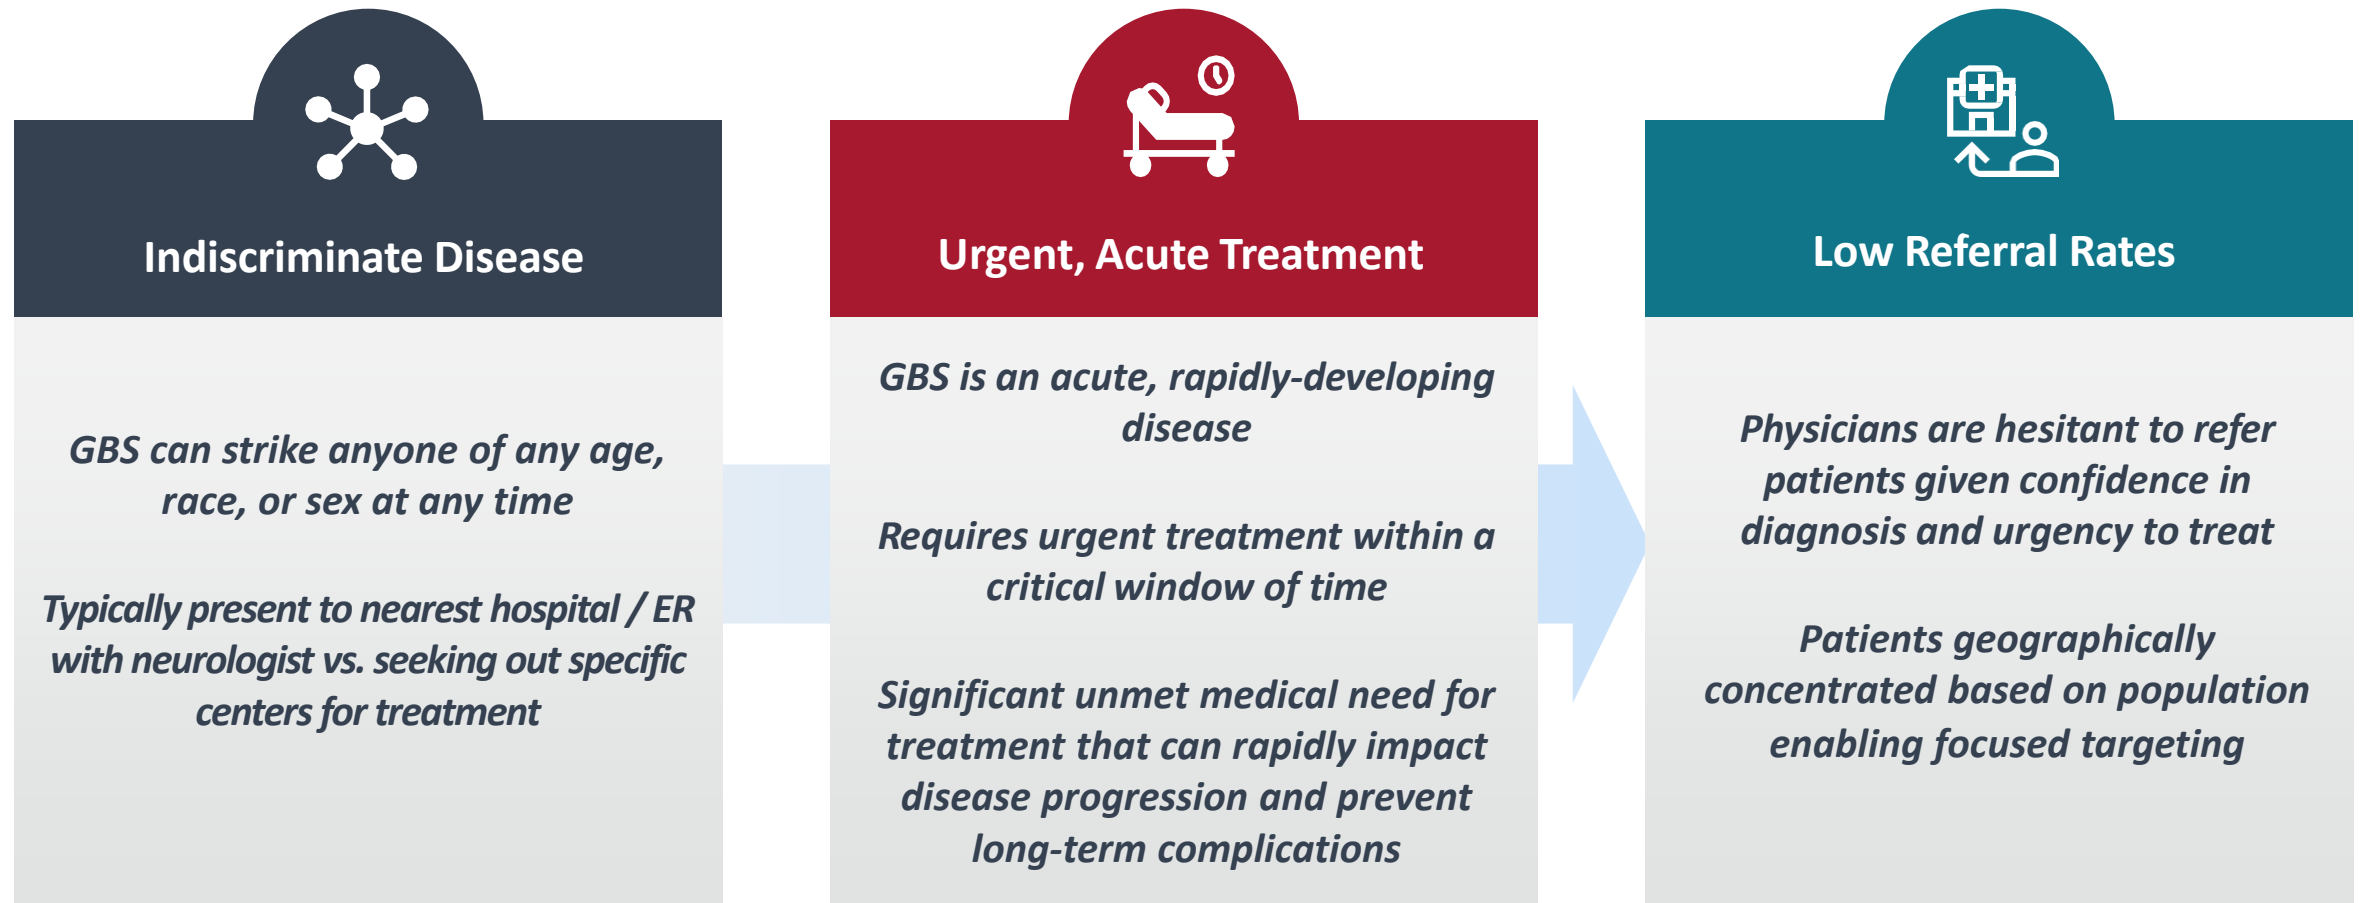 Indiscriminate Disease
GBS can strike anyone of any age,
race, or sex at any time
Typically present to nearest hospital / ER
with neurologist vs. seeking out specific
centers for treatment
Urgent, Acute Treatment
GBS is an acute, rapidly-developing
disease
Requires urgent treatment within a
critical window of time
Significant unmet medical need for
treatment that can rapidly impact
disease progression and prevent
long-term complications
Low Referral Rates
Physicians are hesitant to refer
patients given confidence in
diagnosis and urgency to treat
Patients geographically
concentrated based on population
enabling focused targeting